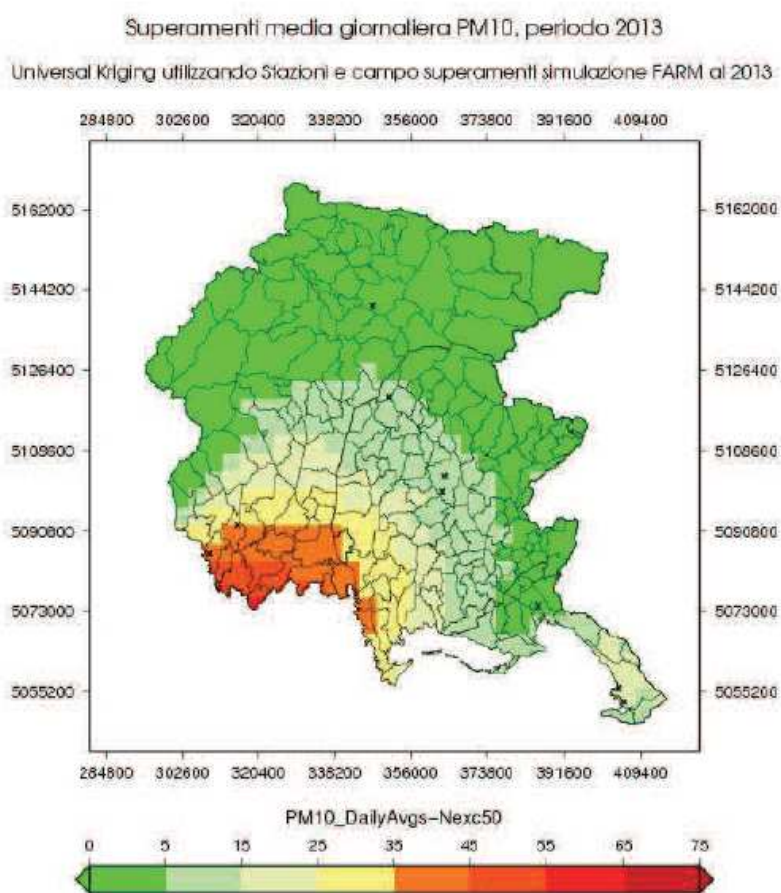 Superamenti media giornaliera PM10, periodo 2013
Universal Kriging utilizzando Stazioni e campo superamenti simulazione FARM al 2013
284800 302600 320400 338200 356000 373800 391600 409400
5162000 5162000
5144200 5144200
5126400 5126400
5108600 5108600
5090800 5090800
5073000 5073000
5055200 5055200
284800 302600 320400 338200 356000 373800 391600 409400
PM10_DailyAvgs-Nexc50
0 5 15 25 35 45 55 65 75